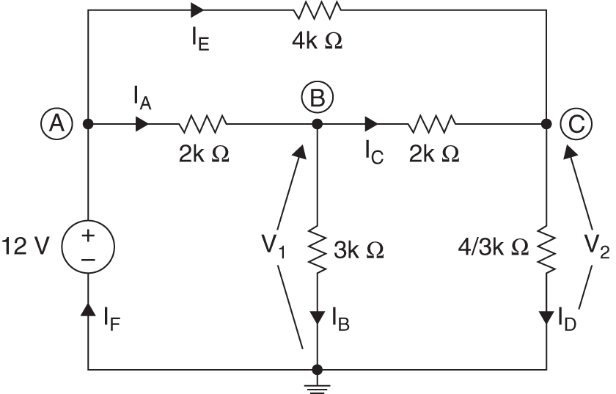 I_E
4k Ω
A
I_A
2k Ω
B
I_C
2k Ω
C
12 V
+
−
I_F
V_1
3k Ω
I_B
4/3k Ω
V_2
I_D